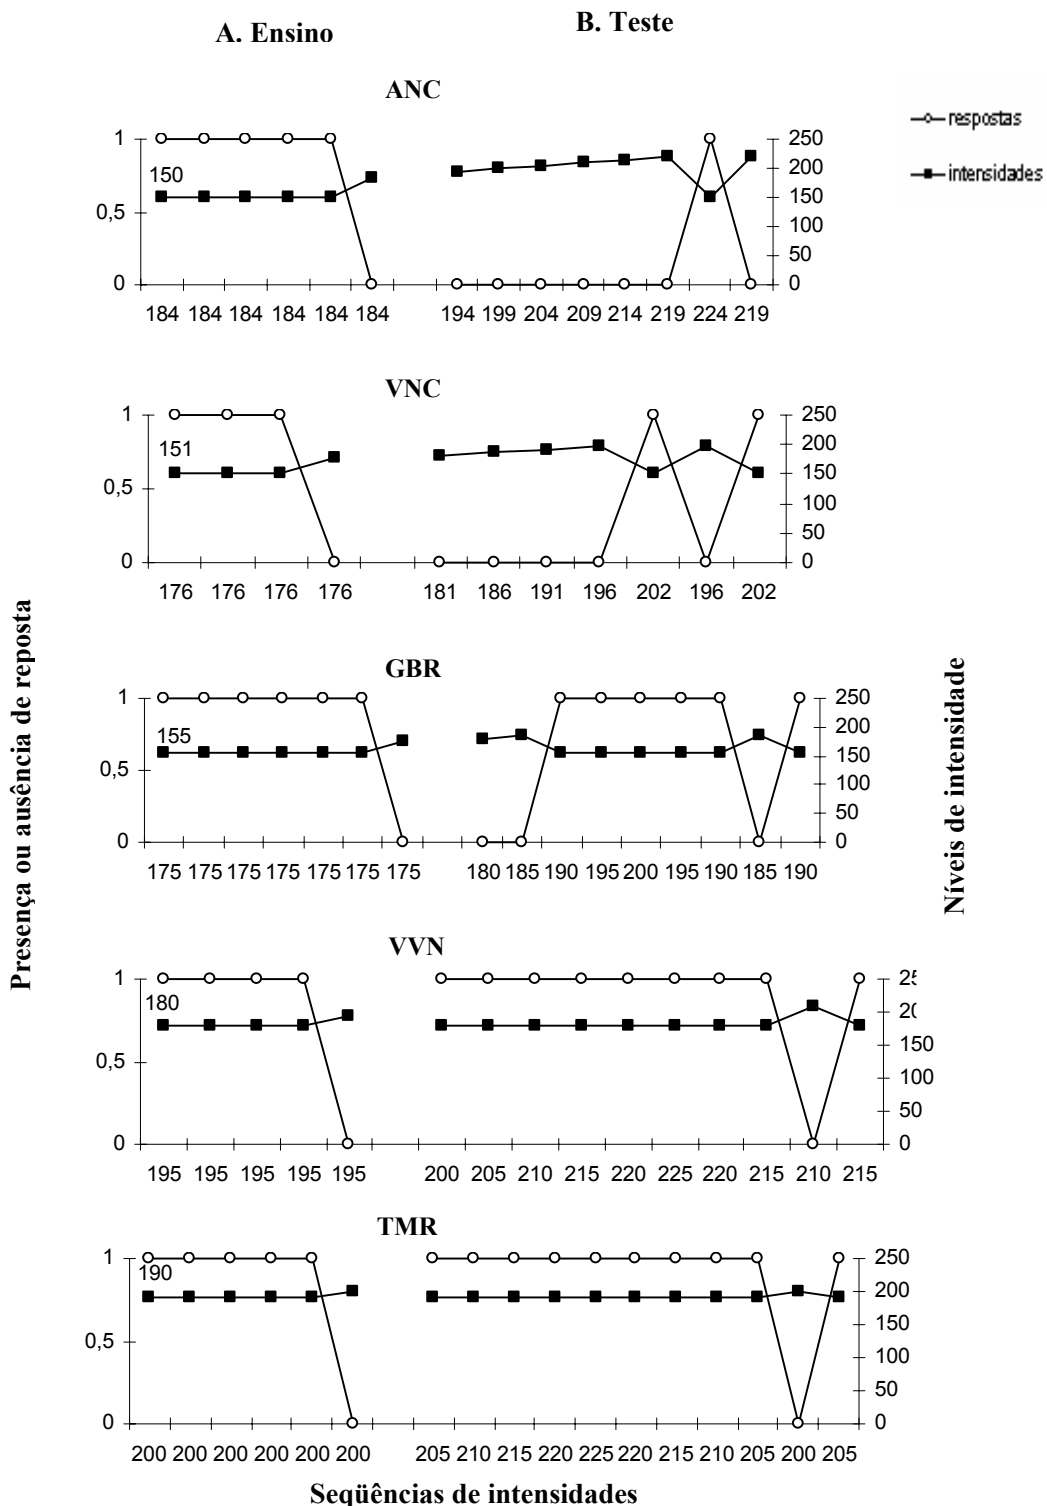 A. Ensino
B. Teste
ANC
respostas
intensidades
1
0,5
0
150
250
200
150
100
50
0
184 184 184 184 184 184 194 199 204 209 214 219 224 219
VNC
1
0,5
0
151
250
200
150
100
50
0
176 176 176 176 181 186 191 196 202 196 202
Presença ou ausência de reposta
GBR
1
0,5
0
155
250
200
150
100
50
0
175 175 175 175 175 175 175 180 185 190 195 200 195 190 185 190
Níveis de intensidade
VVN
1
0,5
0
180
150
100
50
0
195 195 195 195 195 200 205 210 215 220 225 220 215 210 215
TMR
1
0,5
0
190
250
200
150
100
50
0
200 200 200 200 200 200 205 210 215 220 225 220 215 210 205 200 205
Seqüências de intensidades